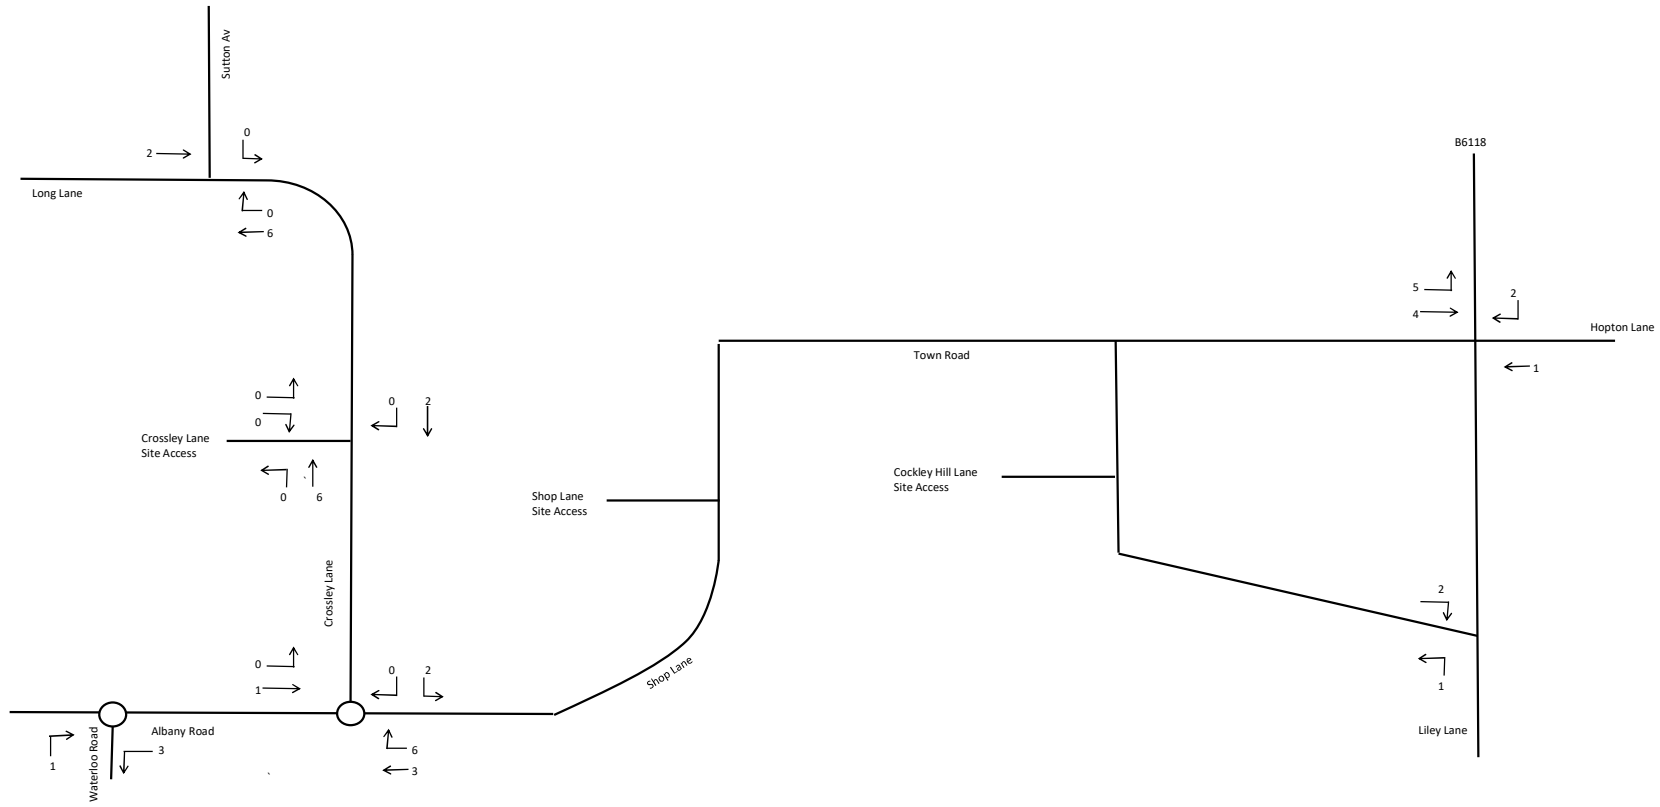 Sutton Av
0
2
B6118
Long Lane
0
6
5
2
4
Hopton Lane
Town Road
1
0
0
2
0
Crossley Lane
Site Access
Cockley Hill Lane
Site Access
0
6
Shop Lane
Site Access
Crossley Lane
2
0
0
2
1
Shop Lane
1
Liley Lane
Albany Road
Waterloo Road
3
6
1
3